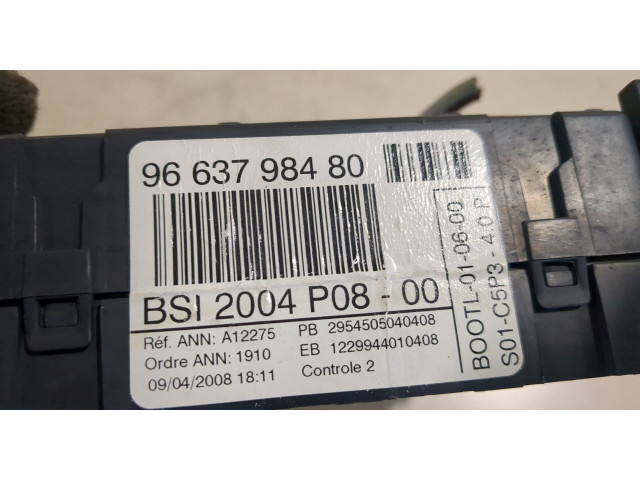 96 637 984 80
BSI 2004 P08 - 00
Réf. ANN: A12275 PB 2954505040408
Ordre ANN: 1910 EB 1229944010408
09/04/2008 18:11 Controle 2
BOOTL-01-06-00
S01-C5P3 - 4.0 P